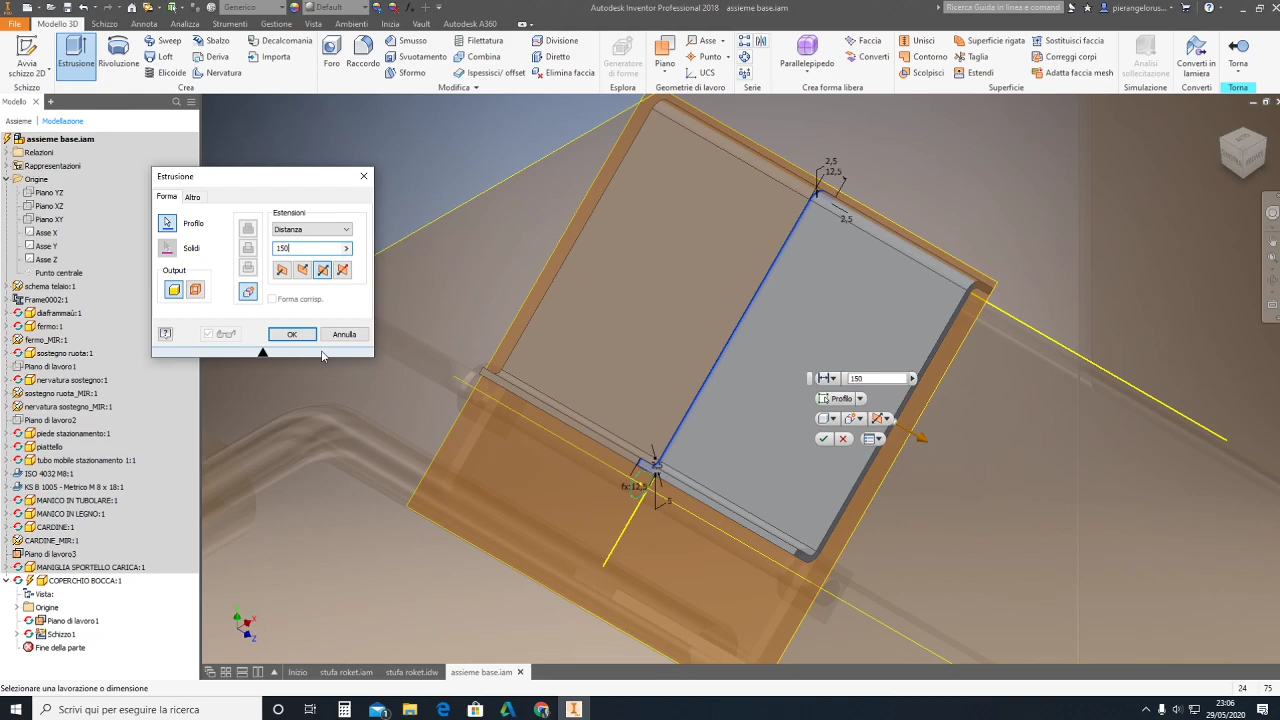 Generico
Default
Autodesk Inventor Professional 2018 assieme base.iam
Ricerca Guida in linea e comandi
pierangelorus...
File
Modello 3D
Schizzo
Annota
Analizza
Strumenti
Gestione
Vista
Ambienti
Inizia
Vault
Autodesk A360
Avvia
schizzo 2D
Estrusione
Rivoluzione
Sweep
Loft
Elicoide
Sbalzo
Deriva
Nervatura
Decalcomania
Importa
Foro
Raccordo
Smusso
Svuotamento
Sformo
Filettatura
Combina
Ispessisci/ offset
Divisione
Diretto
Elimina faccia
Generatore
di forme
Piano
Asse
Punto
UCS
Parallelepipedo
Faccia
Converti
Unisci
Contorno
Scolpisci
Superficie rigata
Taglia
Estendi
Sostituisci faccia
Correggi corpi
Adatta faccia mesh
Analisi
sollecitazione
Converti in
lamiera
Torna
Schizzo
Crea
Modifica
Esplora
Geometria di lavoro
Serie
Crea forma libera
Superficie
Simulazione
Converti
Torna
Modello
Assieme
Modellazione
assieme base.iam
Relazioni
Rappresentazioni
Origine
Piano YZ
Piano XZ
Piano XY
Asse X
Asse Y
Asse Z
Punto centrale
schema telaio:1
Frame0002:1
diaframmaù:1
fermo:1
fermo_MIR:1
sostegno ruota:1
Piano di lavoro1
nervatura sostegno:1
sostegno ruota_MIR:1
nervatura sostegno_MIR:1
Piano di lavoro2
piede stazionamento:1
piattello
tubo mobile stazionamento 1:1
ISO 4032 M8:1
KS B 1005 - Metrico M 8 x 18:1
MANICO IN TUBOLARE:1
MANICO IN LEGNO:1
CARDINE:1
CARDINE_MIR:1
Piano di lavoro3
MANIGLIA SPORTELLO CARICA:1
COPERCHIO BOCCA:1
Vista:
Origine
Piano di lavoro1
Schizzo1
Fine della parte
Estrusione
Forma
Altro
Profilo
Solidi
Output
Estensioni
Distanza
150
Forma corrisp.
OK
Annulla
2,5
12,5
2,5
fx:12,5
5
150
Profilo
Y
X
Z
Inizio
stufa roket.iam
stufa roket.idw
assieme base.iam
Selezionare una lavorazione o dimensione
24
75
Scrivi qui per eseguire la ricerca
23:06
29/05/2020